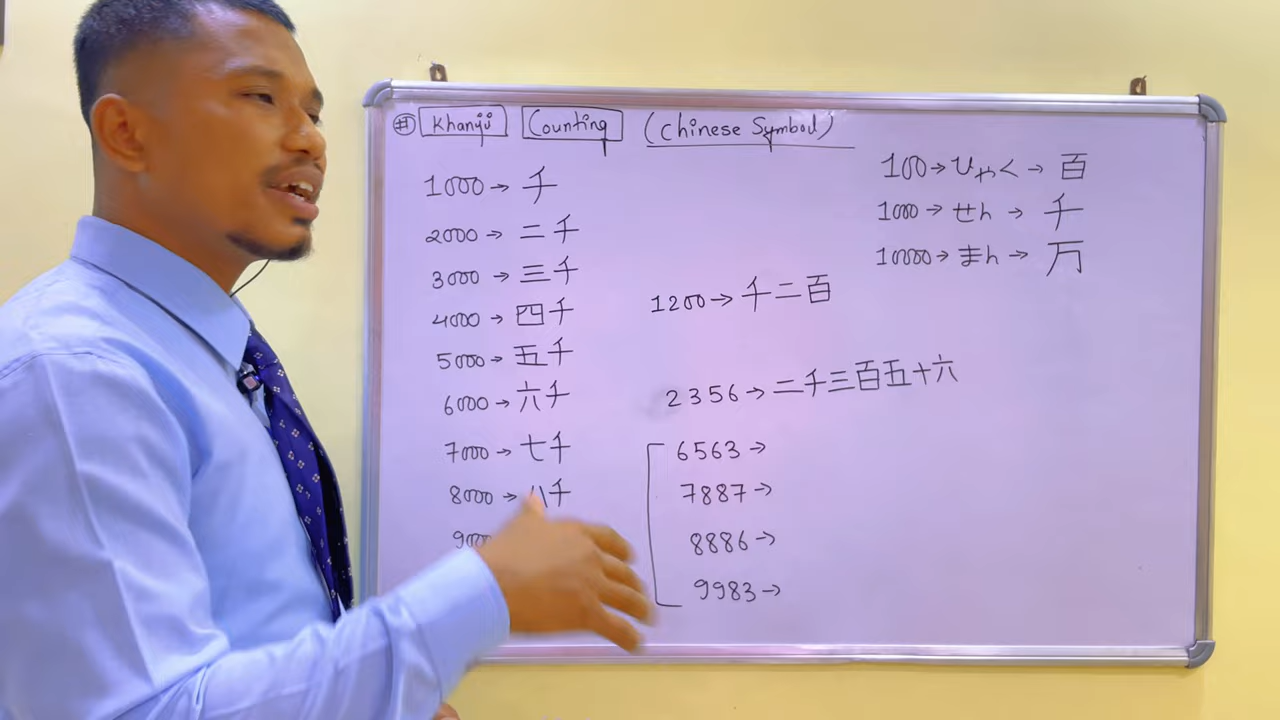 # Khanji Counting (Chinese Symbol)
1000→ 千
2000→ 二千
3000→ 三千
4000→ 四千
5000→ 五千
6000→ 六千
7000→ 七千
8000→ 八千
100→ひゃく→ 百
1000→せん→ 千
10000→まん→ 万
1200→千二百
2356→二千三百五十六
6563→
7887→
8886→
9983→